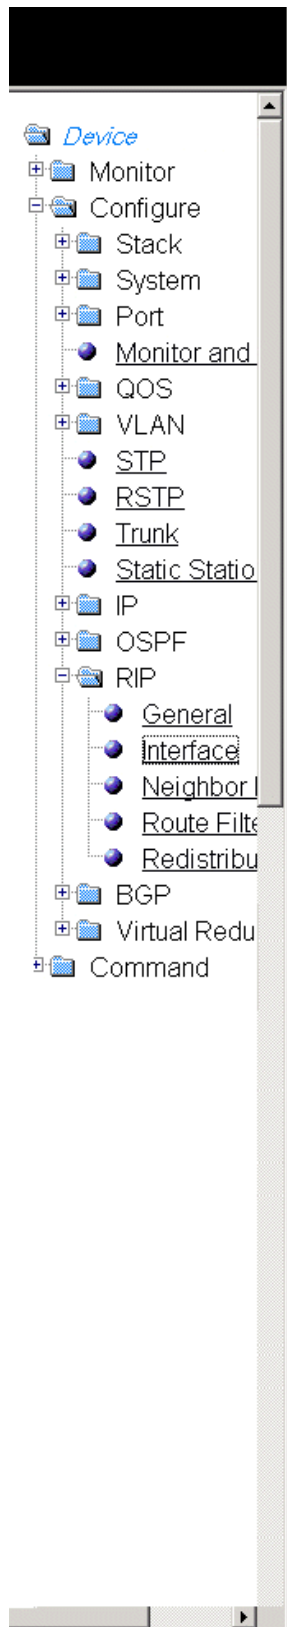 Device
Monitor
Configure
Stack
System
Port
Monitor and
QOS
VLAN
STP
RSTP
Trunk
Static Statio
IP
OSPF
RIP
General
Interface
Neighbor
Route Filte
Redistribu
BGP
Virtual Redu
Command